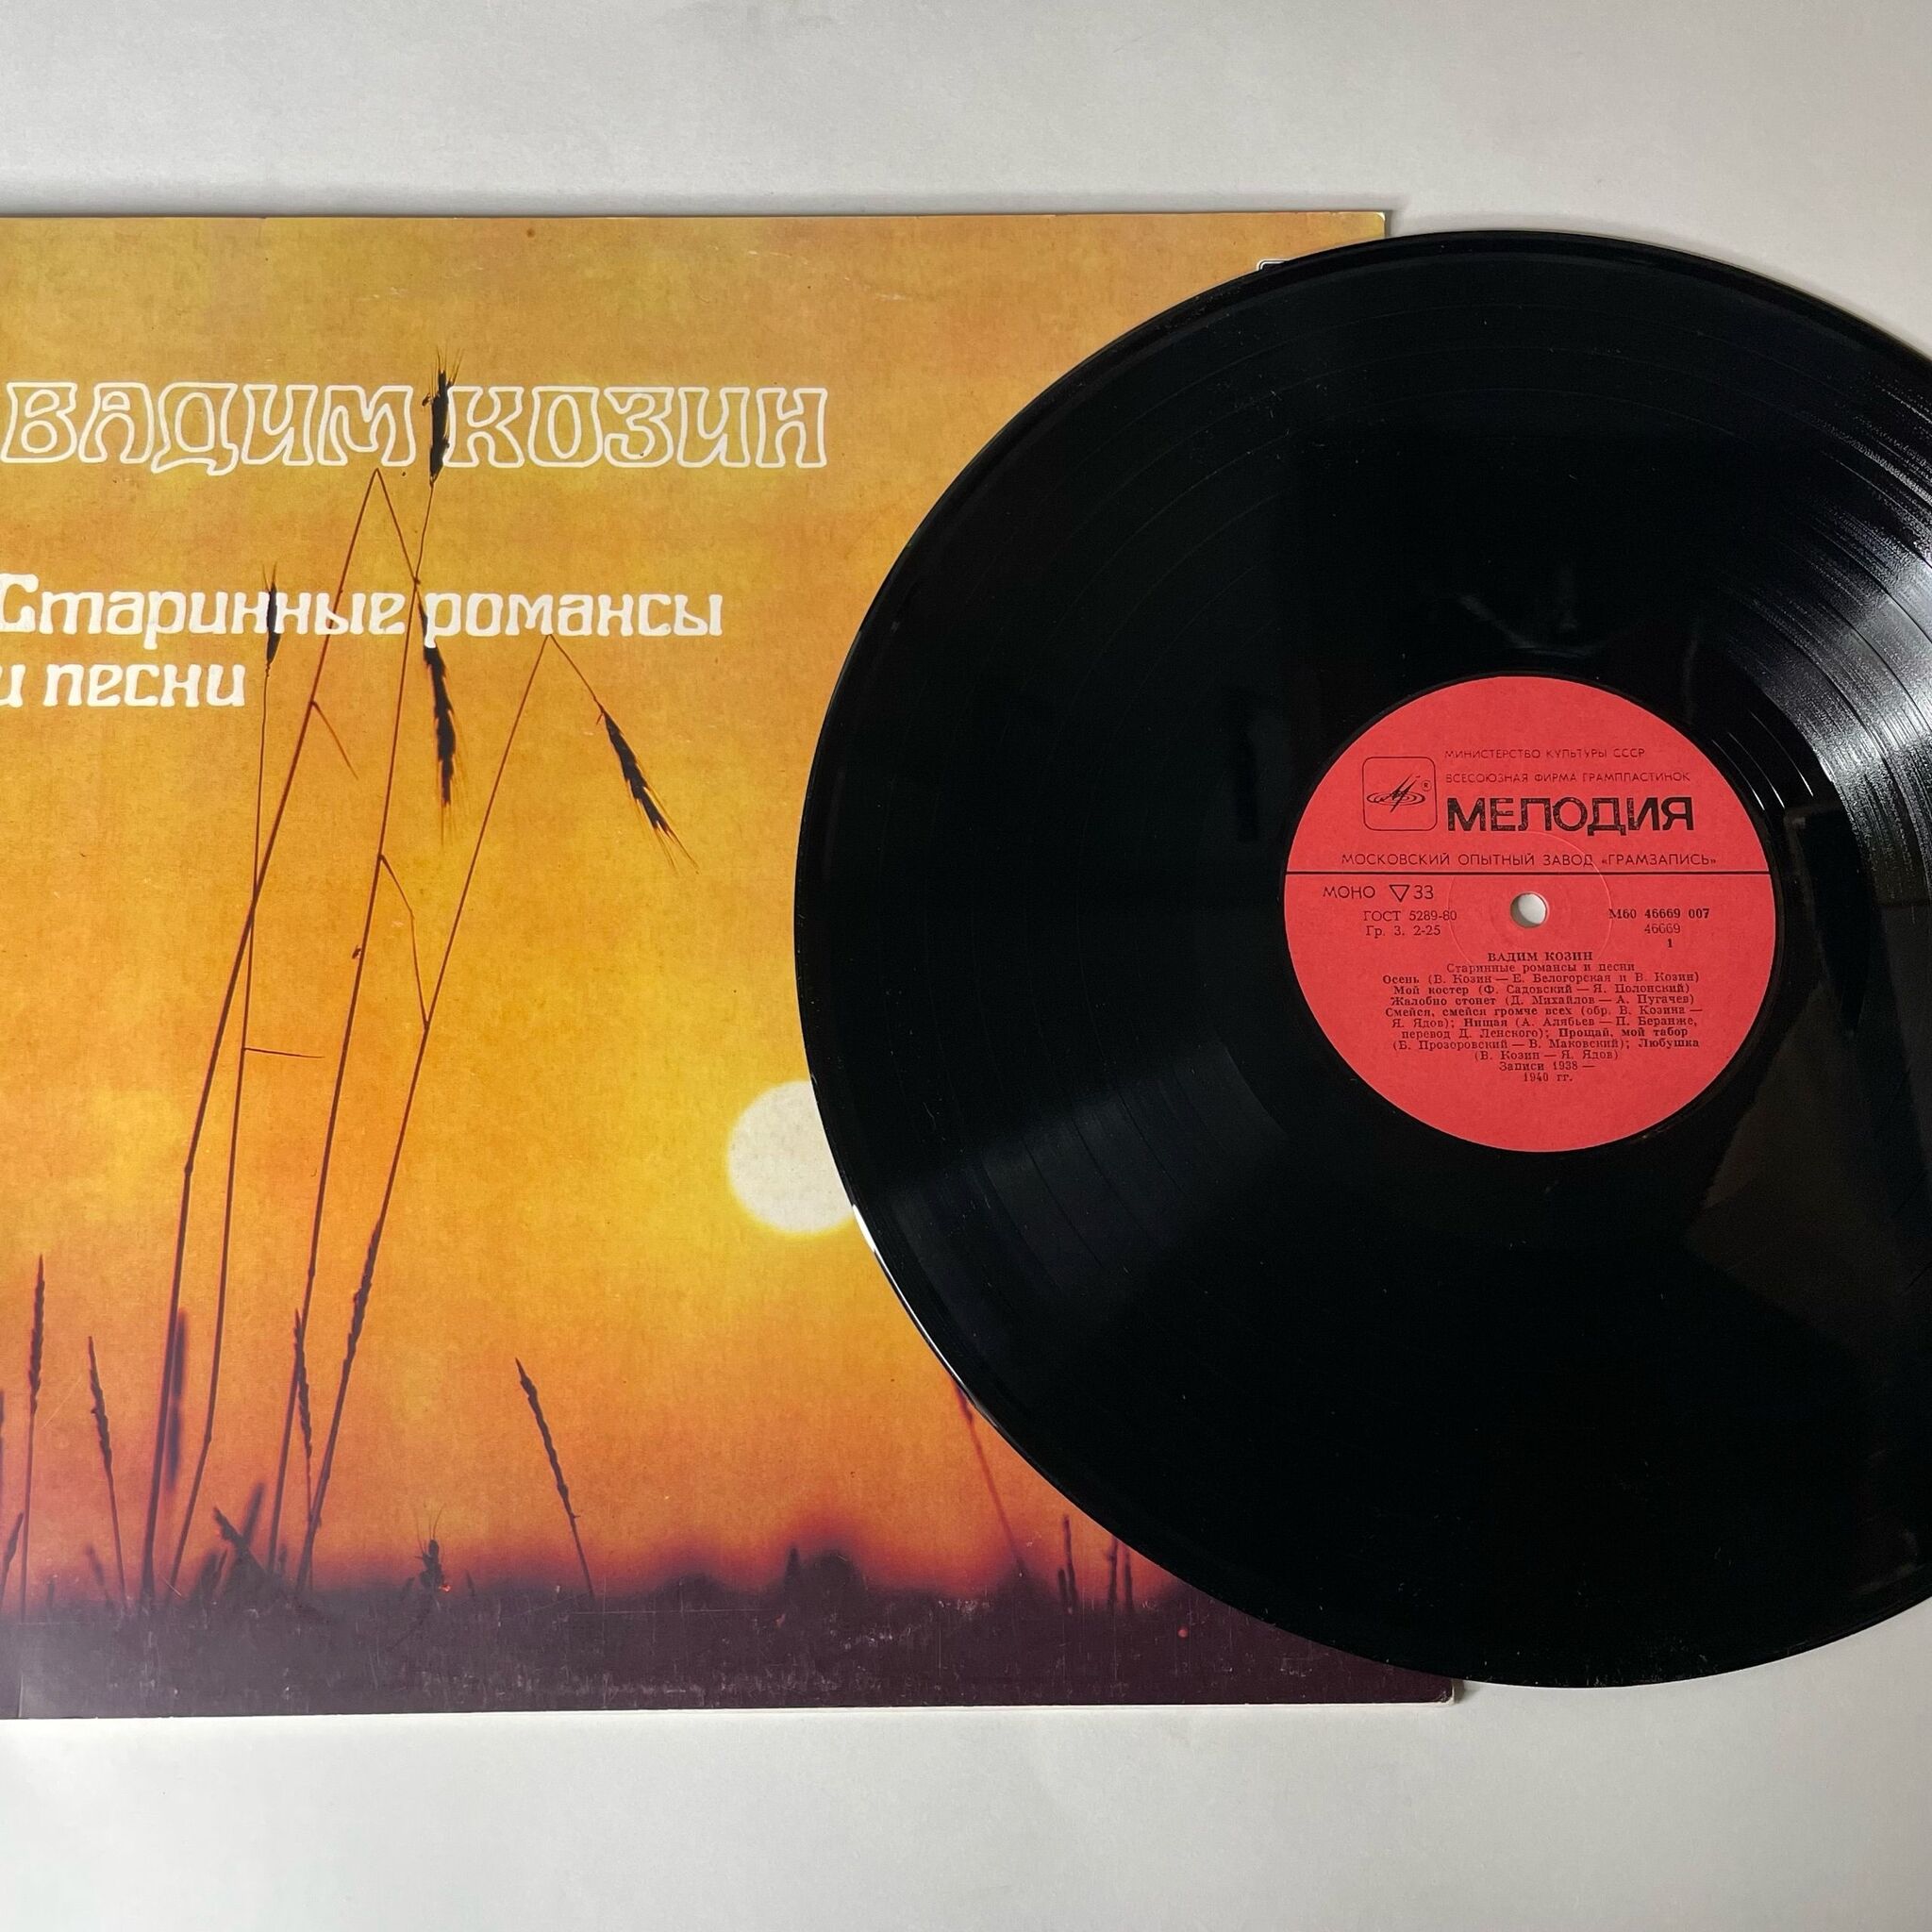 ВАДИМ КОЗИН
Старинные романсы
и песни
МИНИСТЕРСТВО КУЛЬТУРЫ СССР
ВСЕСОЮЗНАЯ ФИРМА ГРАМПЛАСТИНОК
МЕЛОДИЯ
МОСКОВСКИЙ ОПЫТНЫЙ ЗАВОД «ГРАМЗАПИСЬ»
МОНО ▽33
ГОСТ 5289-80
Гр. 3. 2-25
М60 46669 007
46669
1
ВАДИМ КОЗИН
Старинные романсы и песни
Осень (В. Козин — Е. Белогорская и В. Козин)
Мой костер (Ф. Садовский — Я. Полонский)
Жалобно стонет (Д. Михайлов — А. Пугачев)
Смейся, смейся громче всех (обр. В. Козина —
Я. Ядов); Нищая (А. Алябьев — П. Беранже,
перевод Д. Ленского); Прощай, мой табор
(Б. Прозоровский — В. Маковский); Любушка
(В. Козин — Я. Ядов)
Записи 1938 —
1940 гг.